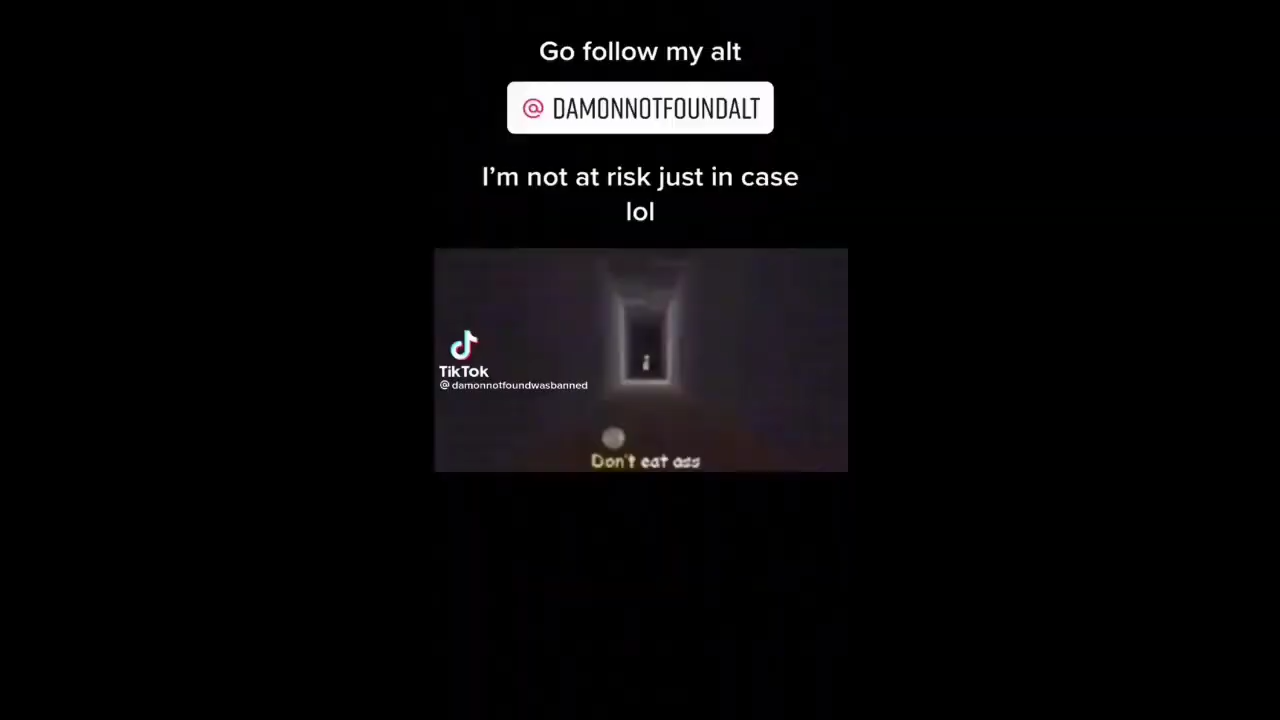 Go follow my alt
@ DAMONNOTFOUNDALT
I'm not at risk just in case
lol
TikTok
@damonnotfoundwasbanned
Don't eat ass